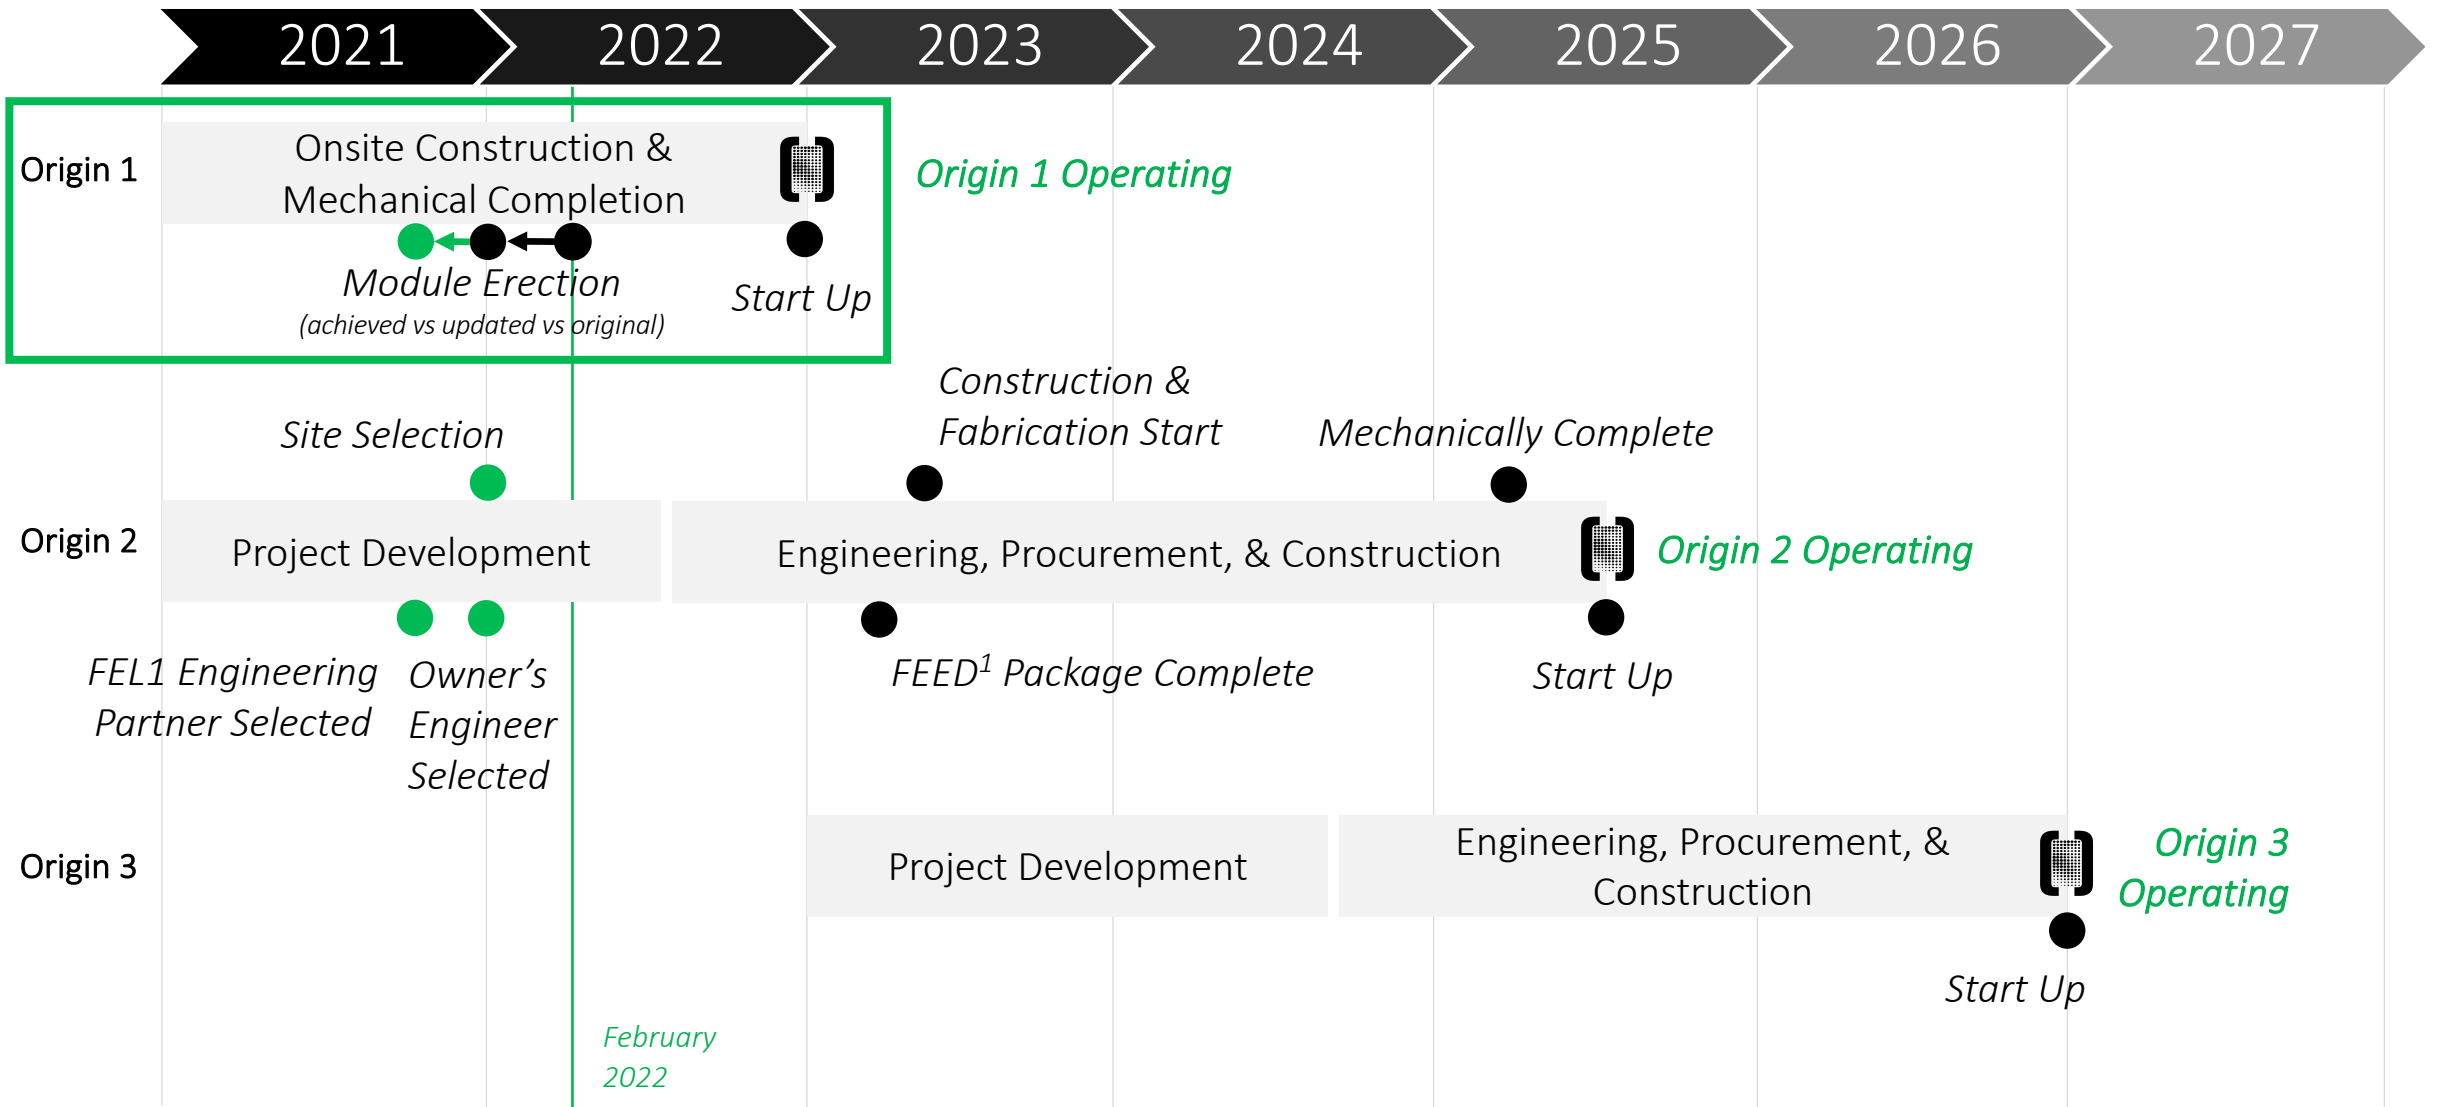 2021 2022 2023 2024 2025 2026 2027
Origin 1
Onsite Construction &
Mechanical Completion
Origin 1 Operating
Module Erection
(achieved vs updated vs original)
Start Up
Site Selection
Construction &
Fabrication Start
Mechanically Complete
Origin 2
Project Development
Engineering, Procurement, & Construction
Origin 2 Operating
FEL1 Engineering
Partner Selected
Owner’s
Engineer
Selected
FEED¹ Package Complete
Start Up
Origin 3
Project Development
Engineering, Procurement, &
Construction
Origin 3
Operating
Start Up
February
2022